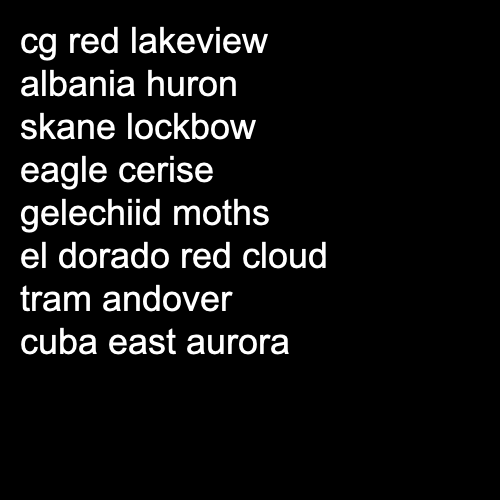 cg red lakeview
albania huron
skane lockbow
eagle cerise
gelechiid moths
el dorado red cloud
tram andover
cuba east aurora